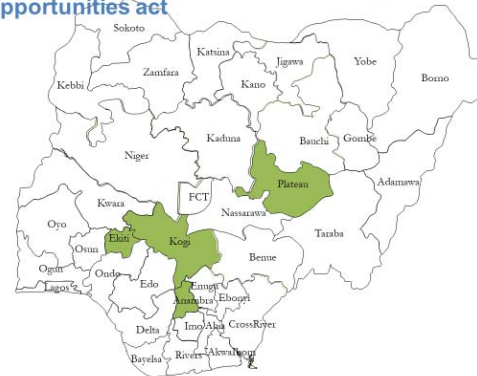 pportunities act
Sokoto
Katsina
Jigawa
Yobe
Borno
Zamfara
Kano
Kebbi
Kaduna
Bauchi
Gombe
Niger
Plateau
Adamawa
FCT
Kwara
Nassarawa
Oyo
Taraba
Ekiti
Kogi
Osun
Benue
Ogun
Ondo
Lagos
Edo
Enugu
Anambra
Ebonyi
Delta
Imo
Abia
CrossRiver
Bayelsa
Rivers
AkwaIbom